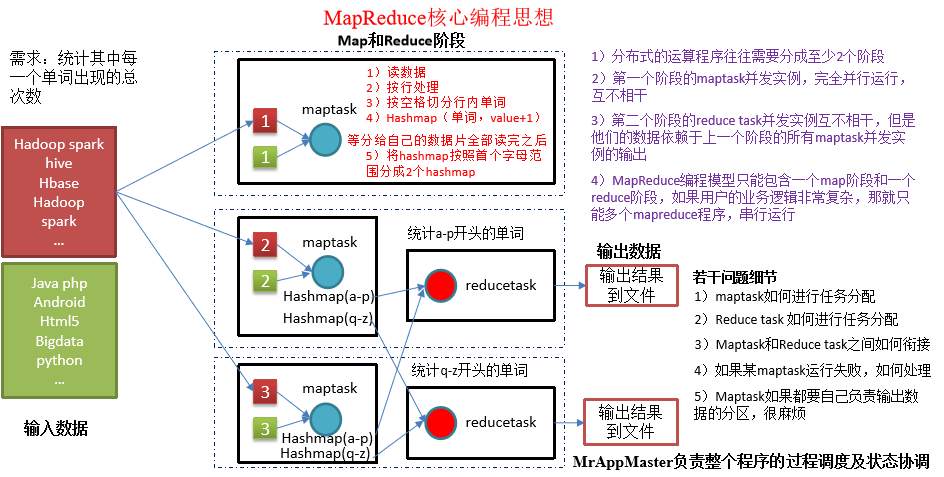 MapReduce核心编程思想
Map和Reduce阶段
需求：统计其中每
一个单词出现的总
次数
Hadoop spark
hive
Hbase
Hadoop
spark
...
Java php
Android
Html5
Bigdata
python
...
输入数据
1
1
maptask
1）读数据
2）按行处理
3）按空格切分行内单词
4）Hashmap（单词，value+1）
等分给自己的数据片全部读完之后
5）将hashmap按照首个字母范
围分成2个hashmap
2
2
maptask
Hashmap(a-p)
Hashmap(q-z)
统计a-p开头的单词
reducetask
3
3
maptask
Hashmap(a-p)
Hashmap(q-z)
统计q-z开头的单词
reducetask
输出数据
输出结果
到文件
输出结果
到文件
1）分布式的运算程序往往需要分成至少2个阶段
2）第一个阶段的maptask并发实例，完全并行运行，
互不相干
3）第二个阶段的reduce task并发实例互不相干，但是
他们的数据依赖于上一个阶段的所有maptask并发实
例的输出
4）MapReduce编程模型只能包含一个map阶段和一个
reduce阶段，如果用户的业务逻辑非常复杂，那就只
能多个mapreduce程序，串行运行
若干问题细节
1）maptask如何进行任务分配
2）Reduce task 如何进行任务分配
3）Maptask和Reduce task之间如何衔接
4）如果某maptask运行失败，如何处理
5）Maptask如果都要自己负责输出数
据的分区，很麻烦
MrAppMaster负责整个程序的过程调度及状态协调